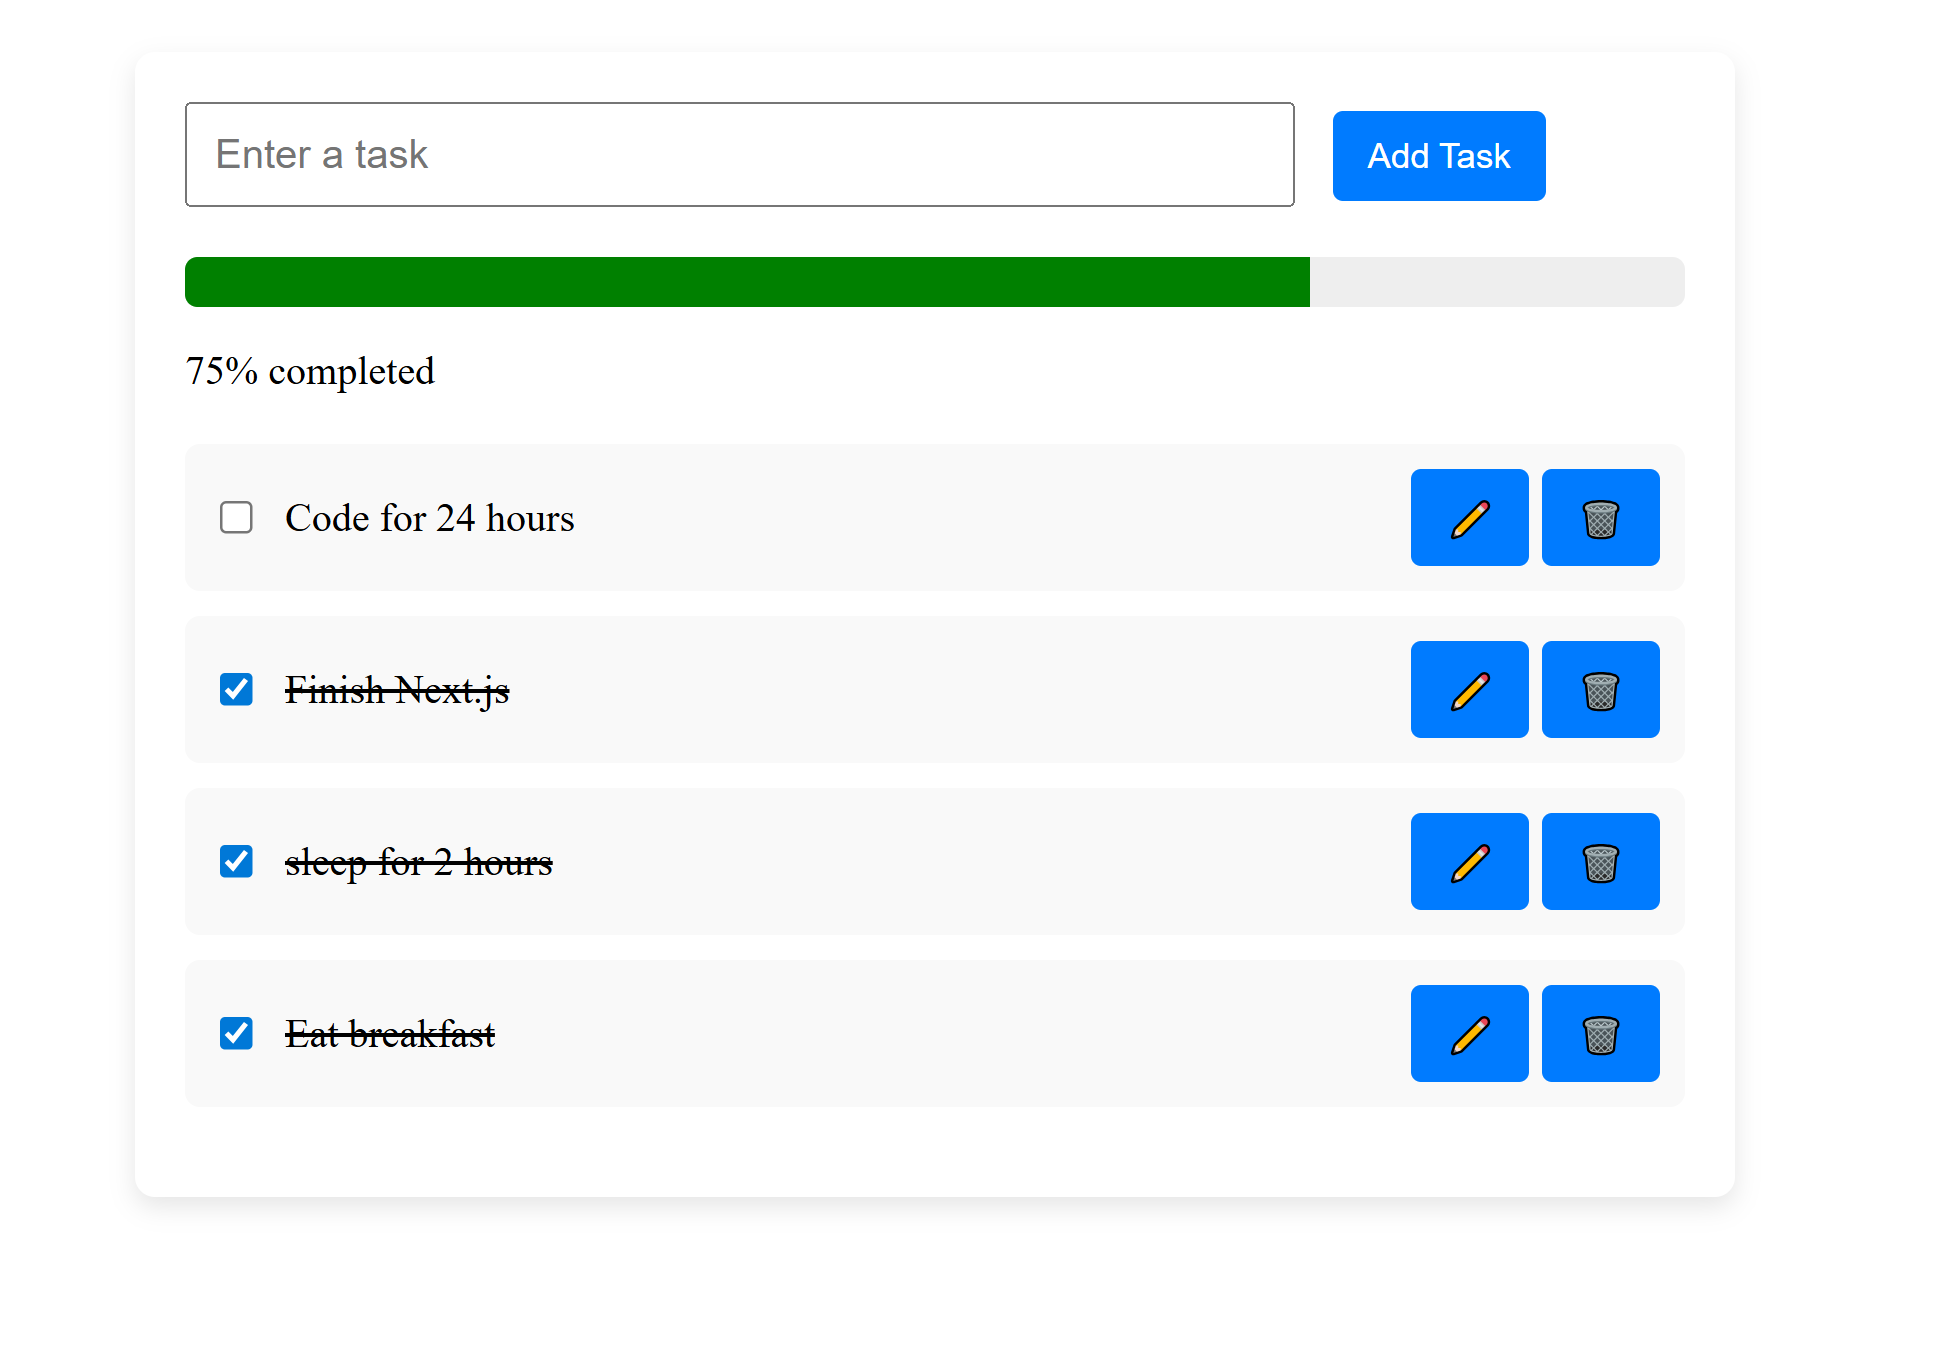 Enter a task
Add Task
75% completed
Code for 24 hours
Finish Next.js
sleep for 2 hours
Eat breakfast